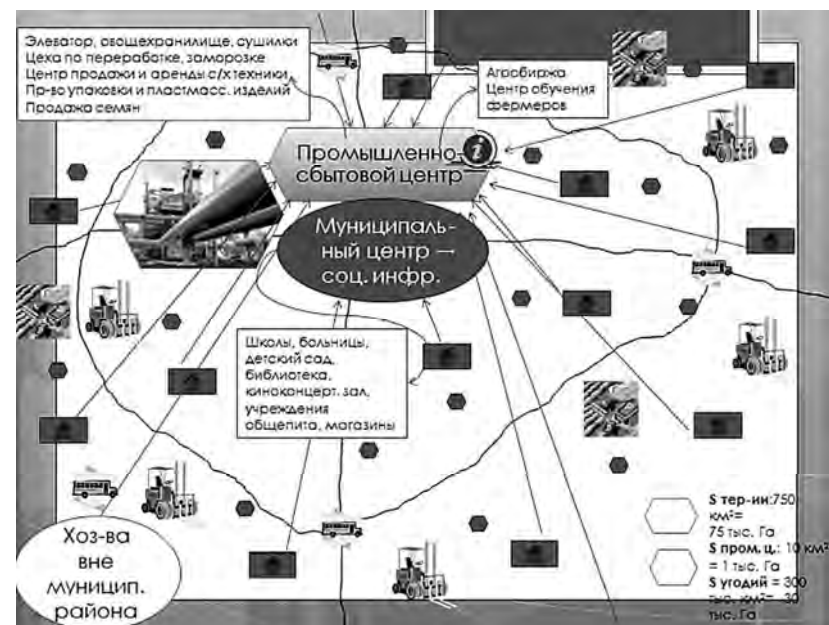 Элеватор, овощехранилище, сушилки
Цеха по переработке, заморозке
Центр продажи и аренды с/х техники
Пр-во упаковки и пластмасс. изделий
Продажа семян
Агробиржа
Центр обучения
фермеров
Промышленно-
сбытовой центр
i
Муниципаль-
ный центр —
соц. инфр.
Школы, больницы,
детский сад,
библиотека,
киноконцерт. зал,
учреждения
общепита, магазины
Хоз-ва
вне
муницип.
района
S тер-ии:750
км²=
75 тыс. Га
S пром. ц.: 10 км²
= 1 тыс. Га
S угодий = 300
тыс. км²= 30
тыс. Га